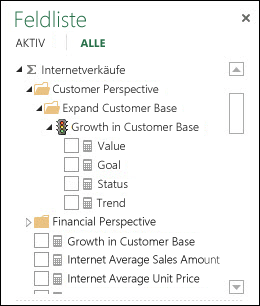 Feldliste
AKTIV ALLE
Internetverkäufe
Customer Perspective
Expand Customer Base
Growth in Customer Base
Value
Goal
Status
Trend
Financial Perspective
Growth in Customer Base
Internet Average Sales Amount
Internet Average Unit Price